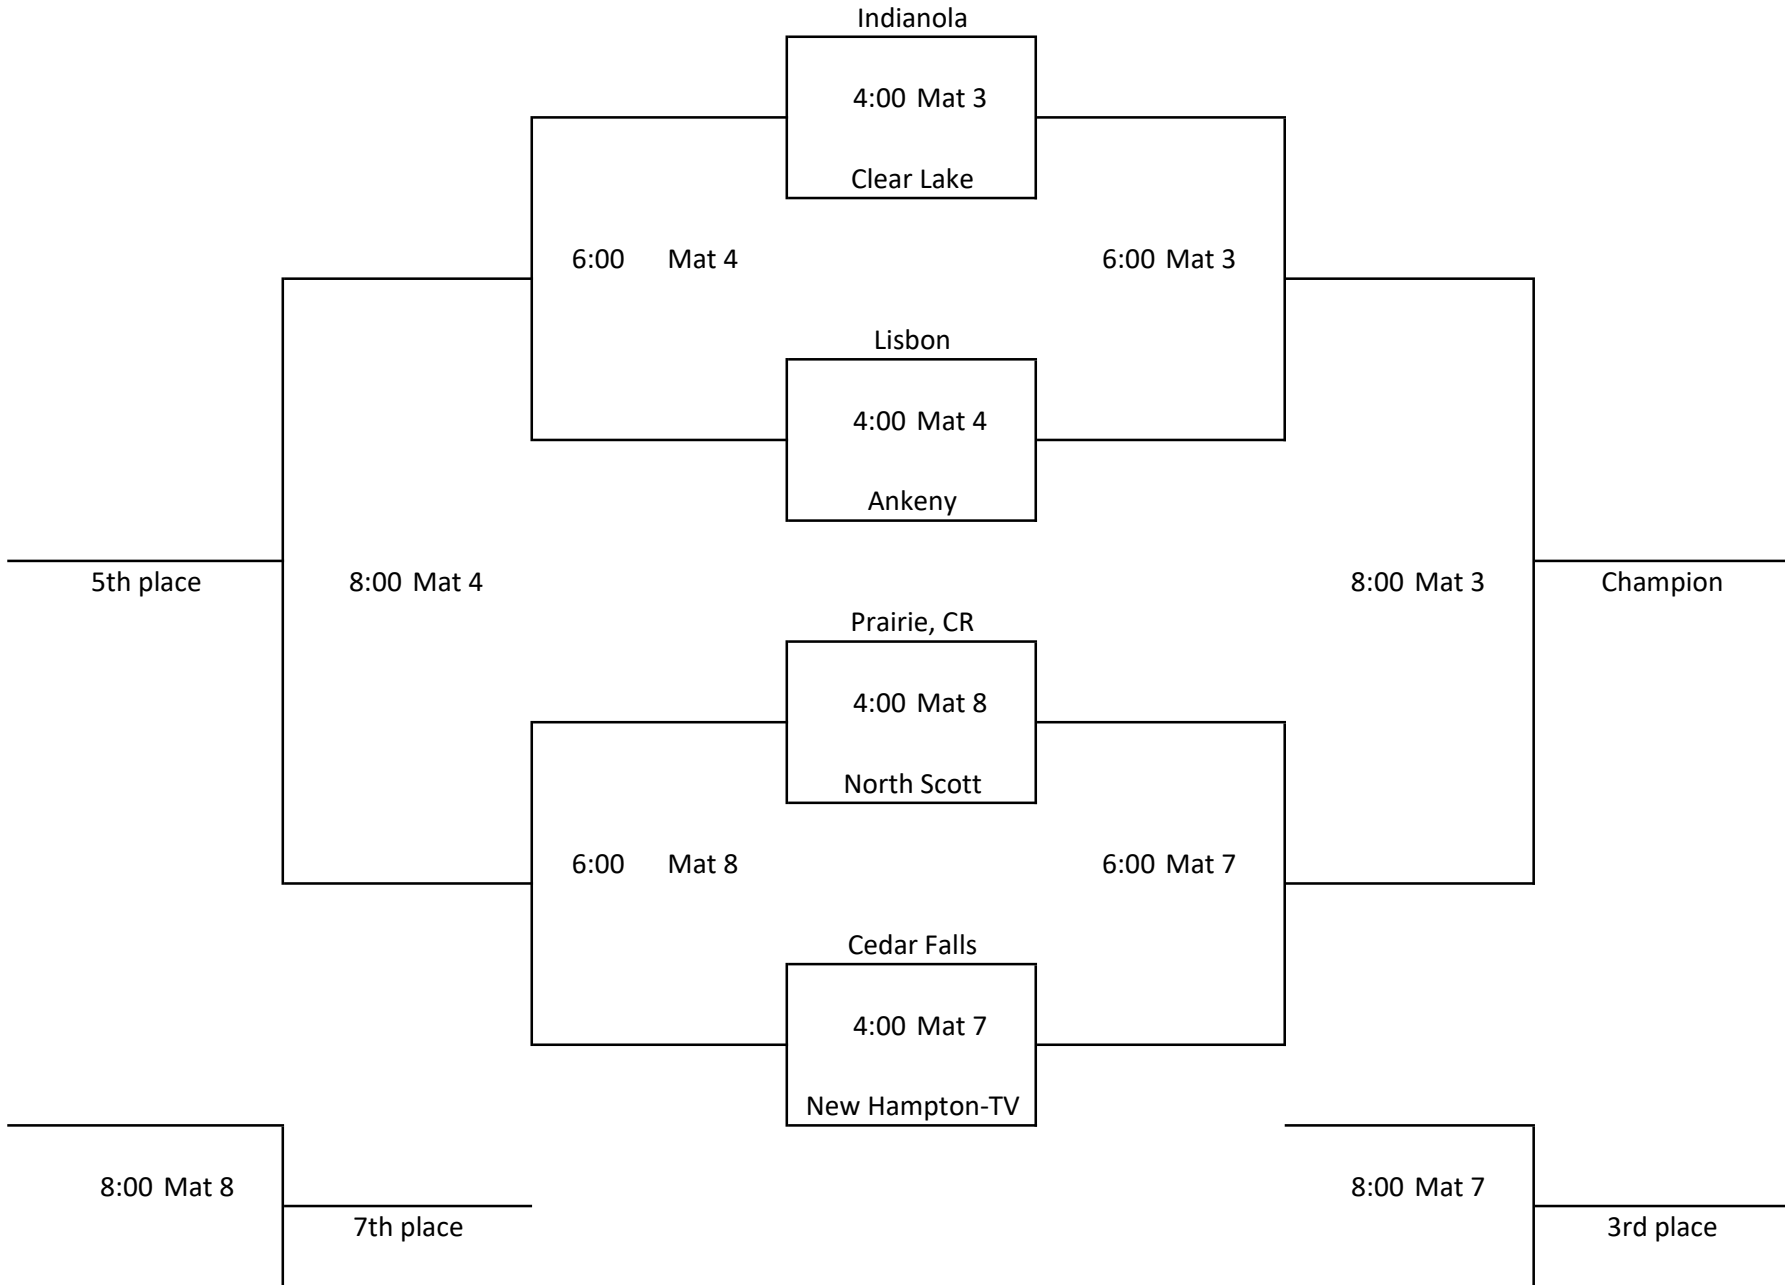 Indianola
4:00 Mat 3
Clear Lake
6:00 Mat 4
6:00 Mat 3
Lisbon
4:00 Mat 4
Ankeny
5th place
8:00 Mat 4
8:00 Mat 3
Champion
Prairie, CR
4:00 Mat 8
North Scott
6:00 Mat 8
6:00 Mat 7
Cedar Falls
4:00 Mat 7
New Hampton-TV
8:00 Mat 8
8:00 Mat 7
7th place
3rd place